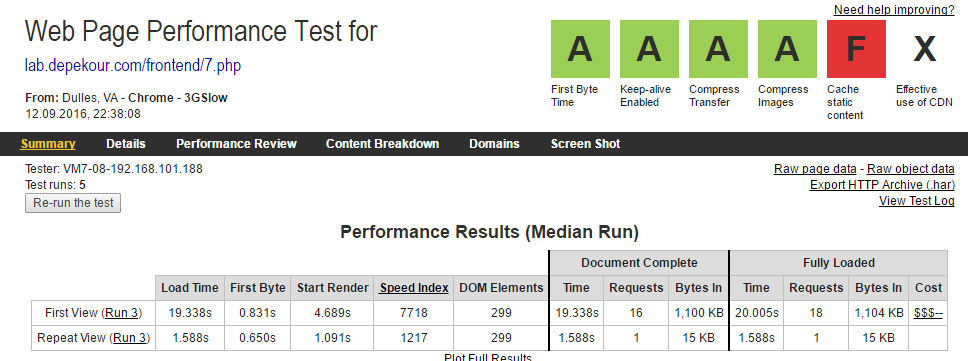 Need help improving?
Web Page Performance Test for
lab.depekour.com/frontend/7.php
From: Dulles, VA - Chrome - 3GSlow
12.09.2016, 22:38:08
A A A A F X
First Byte Time
Keep-alive Enabled
Compress Transfer
Compress Images
Cache static content
Effective use of CDN
Summary Details Performance Review Content Breakdown Domains Screen Shot
Tester: VM7-08-192.168.101.188
Test runs: 5
Re-run the test
Raw page data - Raw object data
Export HTTP Archive (.har)
View Test Log
Performance Results (Median Run)
Document Complete Fully Loaded
Load Time First Byte Start Render Speed Index DOM Elements Time Requests Bytes In Time Requests Bytes In Cost
First View (Run 3) 19.338s 0.831s 4.689s 7718 299 19.338s 16 1,100 KB 20.005s 18 1,104 KB $$$--
Repeat View (Run 3) 1.588s 0.650s 1.091s 1217 299 1.588s 1 15 KB 1.588s 1 15 KB
Plot Full Results